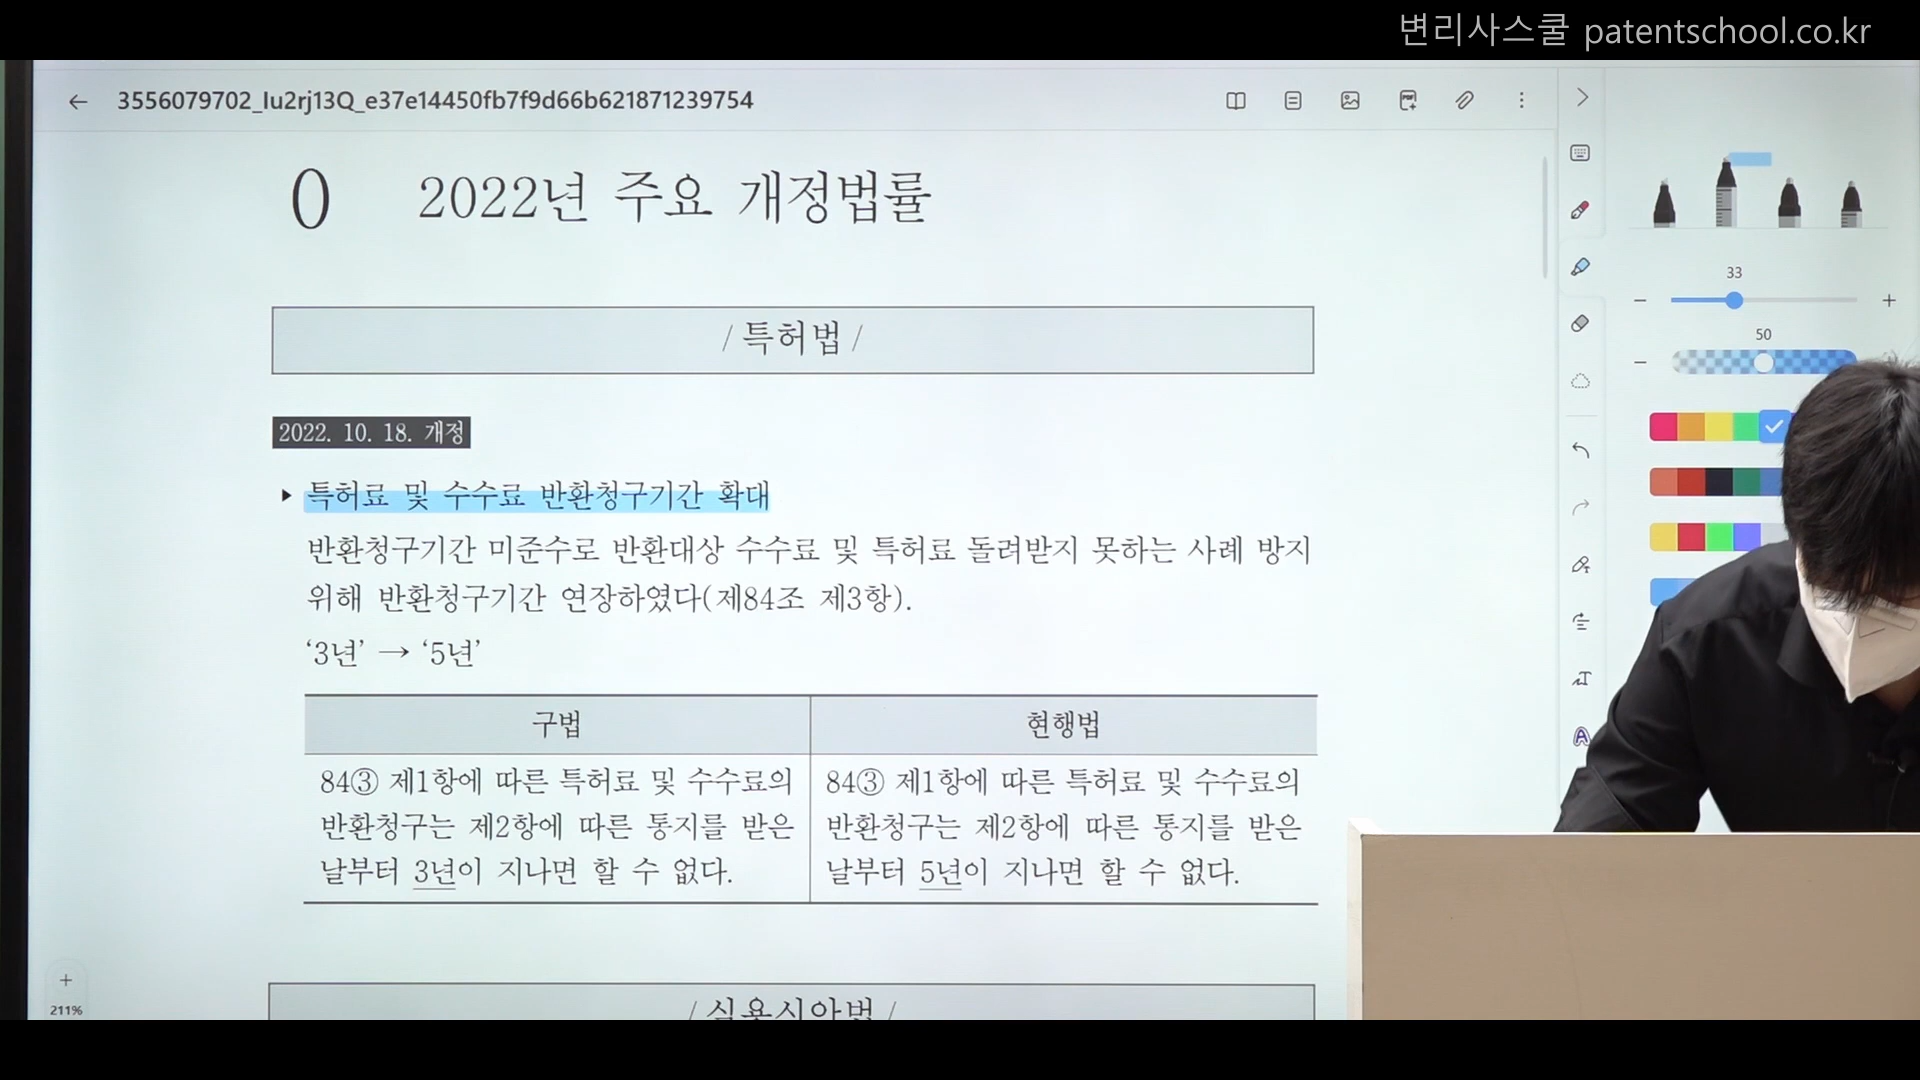 변리사스쿨 patentschool.co.kr
3556079702_Iu2rj13Q_e37e14450fb7f9d66b621871239754
0 2022년 주요 개정법률
/ 특허법 /
33
50
2022. 10. 18. 개정
▶ 특허료 및 수수료 반환청구기간 확대
반환청구기간 미준수로 반환대상 수수료 및 특허료 돌려받지 못하는 사례 방지
위해 반환청구기간 연장하였다(제84조 제3항).
‘3년’ → ‘5년’
구법
현행법
84③ 제1항에 따른 특허료 및 수수료의
반환청구는 제2항에 따른 통지를 받은
날부터 3년이 지나면 할 수 없다.
84③ 제1항에 따른 특허료 및 수수료의
반환청구는 제2항에 따른 통지를 받은
날부터 5년이 지나면 할 수 없다.
/ 실용신안법 /
211%